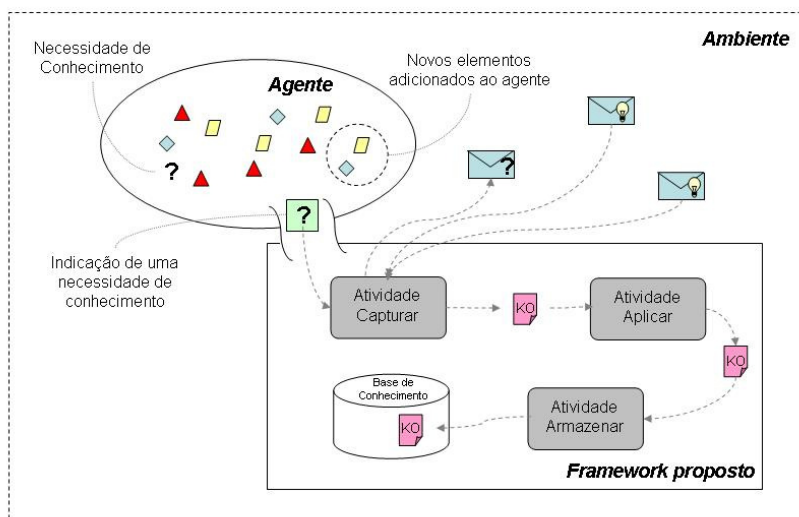 Necessidade de
Conhecimento
Agente
Novos elementos
adicionados ao agente
Ambiente
?
?
?
Indicação de uma
necessidade de
conhecimento
Atividade
Capturar
KO
Atividade
Aplicar
KO
Base de
Conhecimento
KO
Atividade
Armazenar
Framework proposto